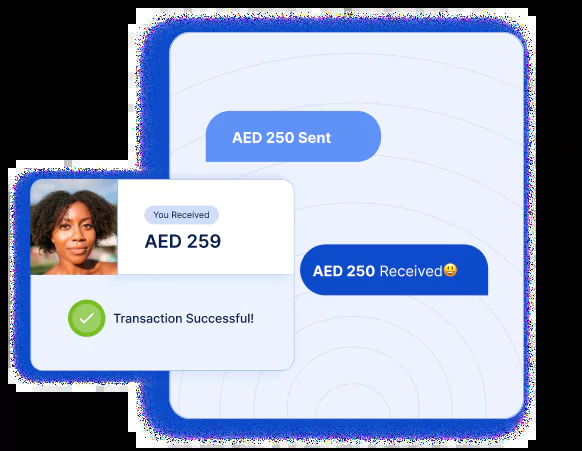 AED 250 Sent
You Received
AED 259
AED 250 Received😃
Transaction Successful!